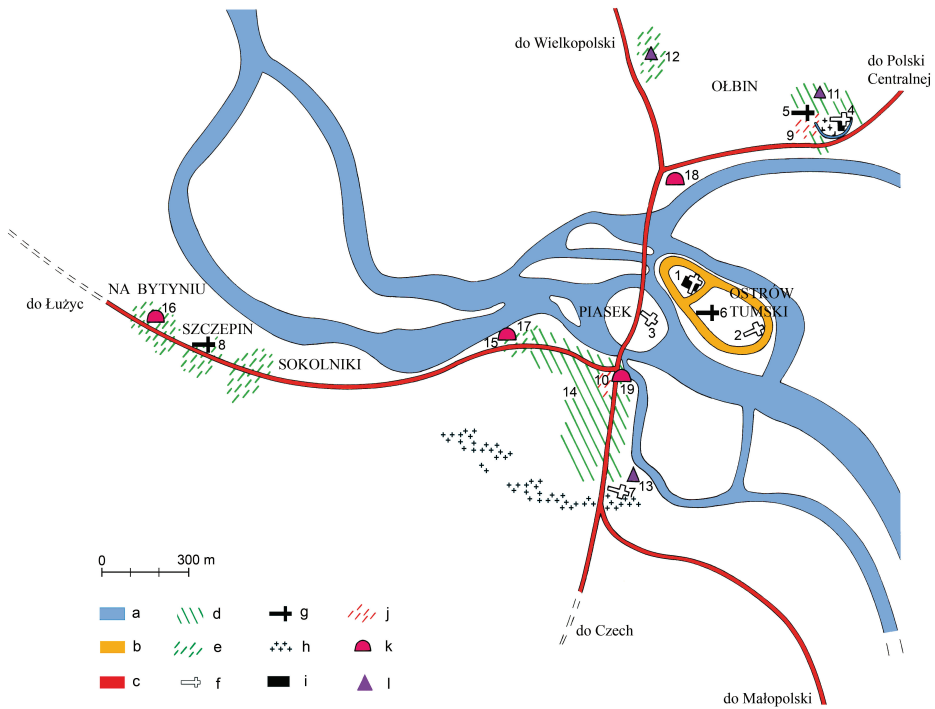 do Wielkopolski
12
OŁBIN
do Polski
Centralnej
11
5
4
9
18
1
OSTRÓW
TUMSKI
6
2
PIASEK
3
NA BYTYNIU
do Łużyc
16
SZCZEPIN
8
SOKOLNIKI
17
15
10
19
14
13
7
0 300 m
a d g j
b e h k
c f i l
do Czech
do Małopolski